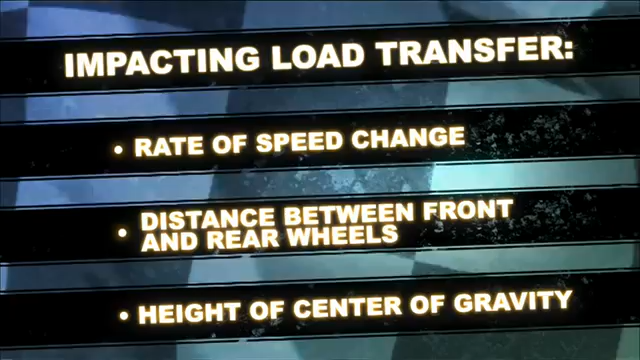 IMPACTING LOAD TRANSFER:
• RATE OF SPEED CHANGE
• DISTANCE BETWEEN FRONT
AND REAR WHEELS
• HEIGHT OF CENTER OF GRAVITY